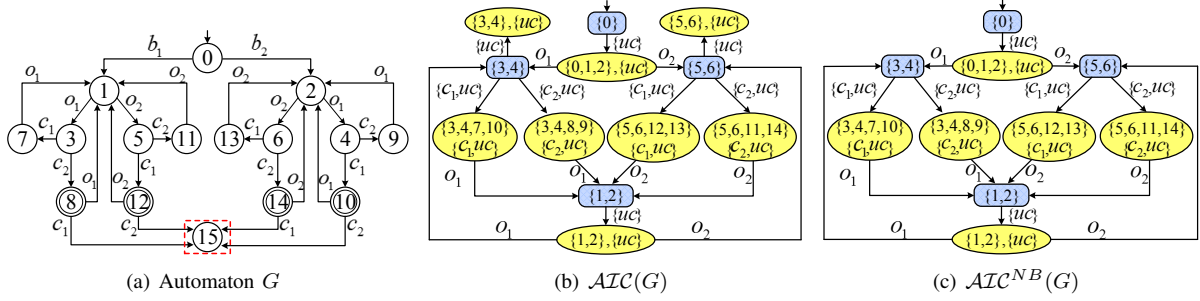 b₁ b₂ 0
o₁ 1 o₂ o₂ 2 o₁
o₁ o₂ o₂ o₁
7 c₁ 3 5 c₂ 11 13 c₁ 6 4 c₂ 9
c₂ o₁ o₂ c₁ c₂ o₂ o₁ c₁
8 12 14 10
c₁ c₂ 15 c₁ c₂
(a) Automaton G
{3,4},{uc} {0} {5,6},{uc}
{uc} {uc} {uc}
{3,4} o₁ {0,1,2},{uc} o₂ {5,6}
{c₁,uc} {c₂,uc} {c₁,uc} {c₂,uc}
{3,4,7,10} {3,4,8,9} {5,6,12,13} {5,6,11,14}
{c₁,uc} {c₂,uc} {c₁,uc} {c₂,uc}
o₁ o₁ o₂ o₂
{1,2}
{uc}
o₁ {1,2},{uc} o₂
(b) 𝒜ℐ𝒞(G)
{0}
{uc}
{3,4} o₁ {0,1,2},{uc} o₂ {5,6}
{c₁,uc} {c₂,uc} {c₁,uc} {c₂,uc}
{3,4,7,10} {3,4,8,9} {5,6,12,13} {5,6,11,14}
{c₁,uc} {c₂,uc} {c₁,uc} {c₂,uc}
o₁ o₁ o₂ o₂
{1,2}
{uc}
o₁ {1,2},{uc} o₂
(c) 𝒜ℐ𝒞ᴺᴮ(G)